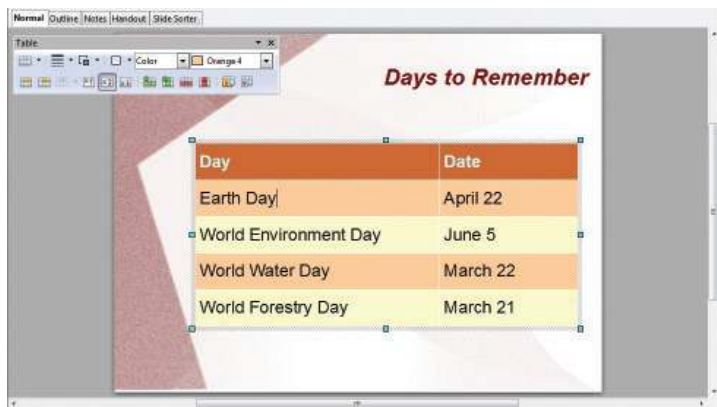 Normal Outline Notes Handout Slide Sorter
Table
Color Orange 4
Days to Remember
Day Date
Earth Day April 22
World Environment Day June 5
World Water Day March 22
World Forestry Day March 21